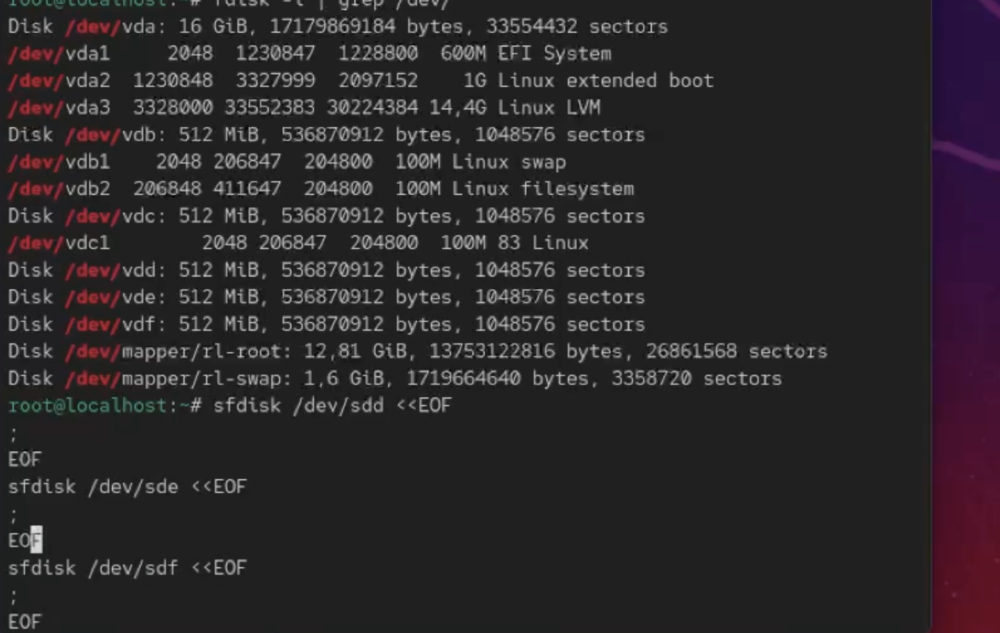 root@localhost:~# fdisk -l | grep /dev/
Disk /dev/vda: 16 GiB, 17179869184 bytes, 33554432 sectors
/dev/vda1     2048  1230847  1228800  600M EFI System
/dev/vda2  1230848  3327999  2097152    1G Linux extended boot
/dev/vda3  3328000 33552383 30224384 14,4G Linux LVM
Disk /dev/vdb: 512 MiB, 536870912 bytes, 1048576 sectors
/dev/vdb1    2048 206847  204800  100M Linux swap
/dev/vdb2  206848 411647  204800  100M Linux filesystem
Disk /dev/vdc: 512 MiB, 536870912 bytes, 1048576 sectors
/dev/vdc1        2048 206847  204800  100M 83 Linux
Disk /dev/vdd: 512 MiB, 536870912 bytes, 1048576 sectors
Disk /dev/vde: 512 MiB, 536870912 bytes, 1048576 sectors
Disk /dev/vdf: 512 MiB, 536870912 bytes, 1048576 sectors
Disk /dev/mapper/rl-root: 12,81 GiB, 13753122816 bytes, 26861568 sectors
Disk /dev/mapper/rl-swap: 1,6 GiB, 1719664640 bytes, 3358720 sectors
root@localhost:~# sfdisk /dev/sdd <<EOF
;
EOF
sfdisk /dev/sde <<EOF
;
EOF
sfdisk /dev/sdf <<EOF
;
EOF